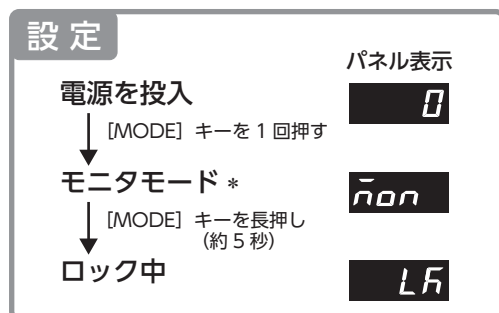 設 定
パネル表示
電源を投入
0
[MODE] キーを 1 回押す
モニタモード *
n̄on
[MODE] キーを長押し
(約 5 秒)
ロック中
LK